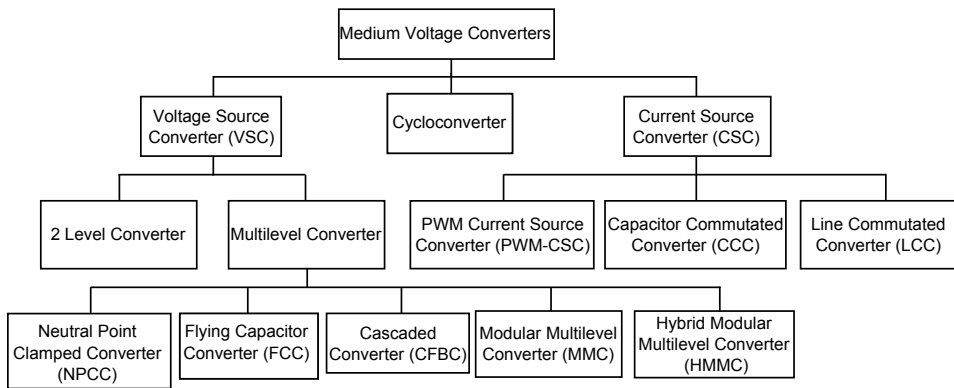 Medium Voltage Converters
Voltage Source
Converter (VSC)
Cycloconverter
Current Source
Converter (CSC)
2 Level Converter
Multilevel Converter
PWM Current Source
Converter (PWM-CSC)
Capacitor Commutated
Converter (CCC)
Line Commutated
Converter (LCC)
Neutral Point
Clamped Converter
(NPCC)
Flying Capacitor
Converter (FCC)
Cascaded
Converter (CFBC)
Modular Multilevel
Converter (MMC)
Hybrid Modular
Multilevel Converter
(HMMC)